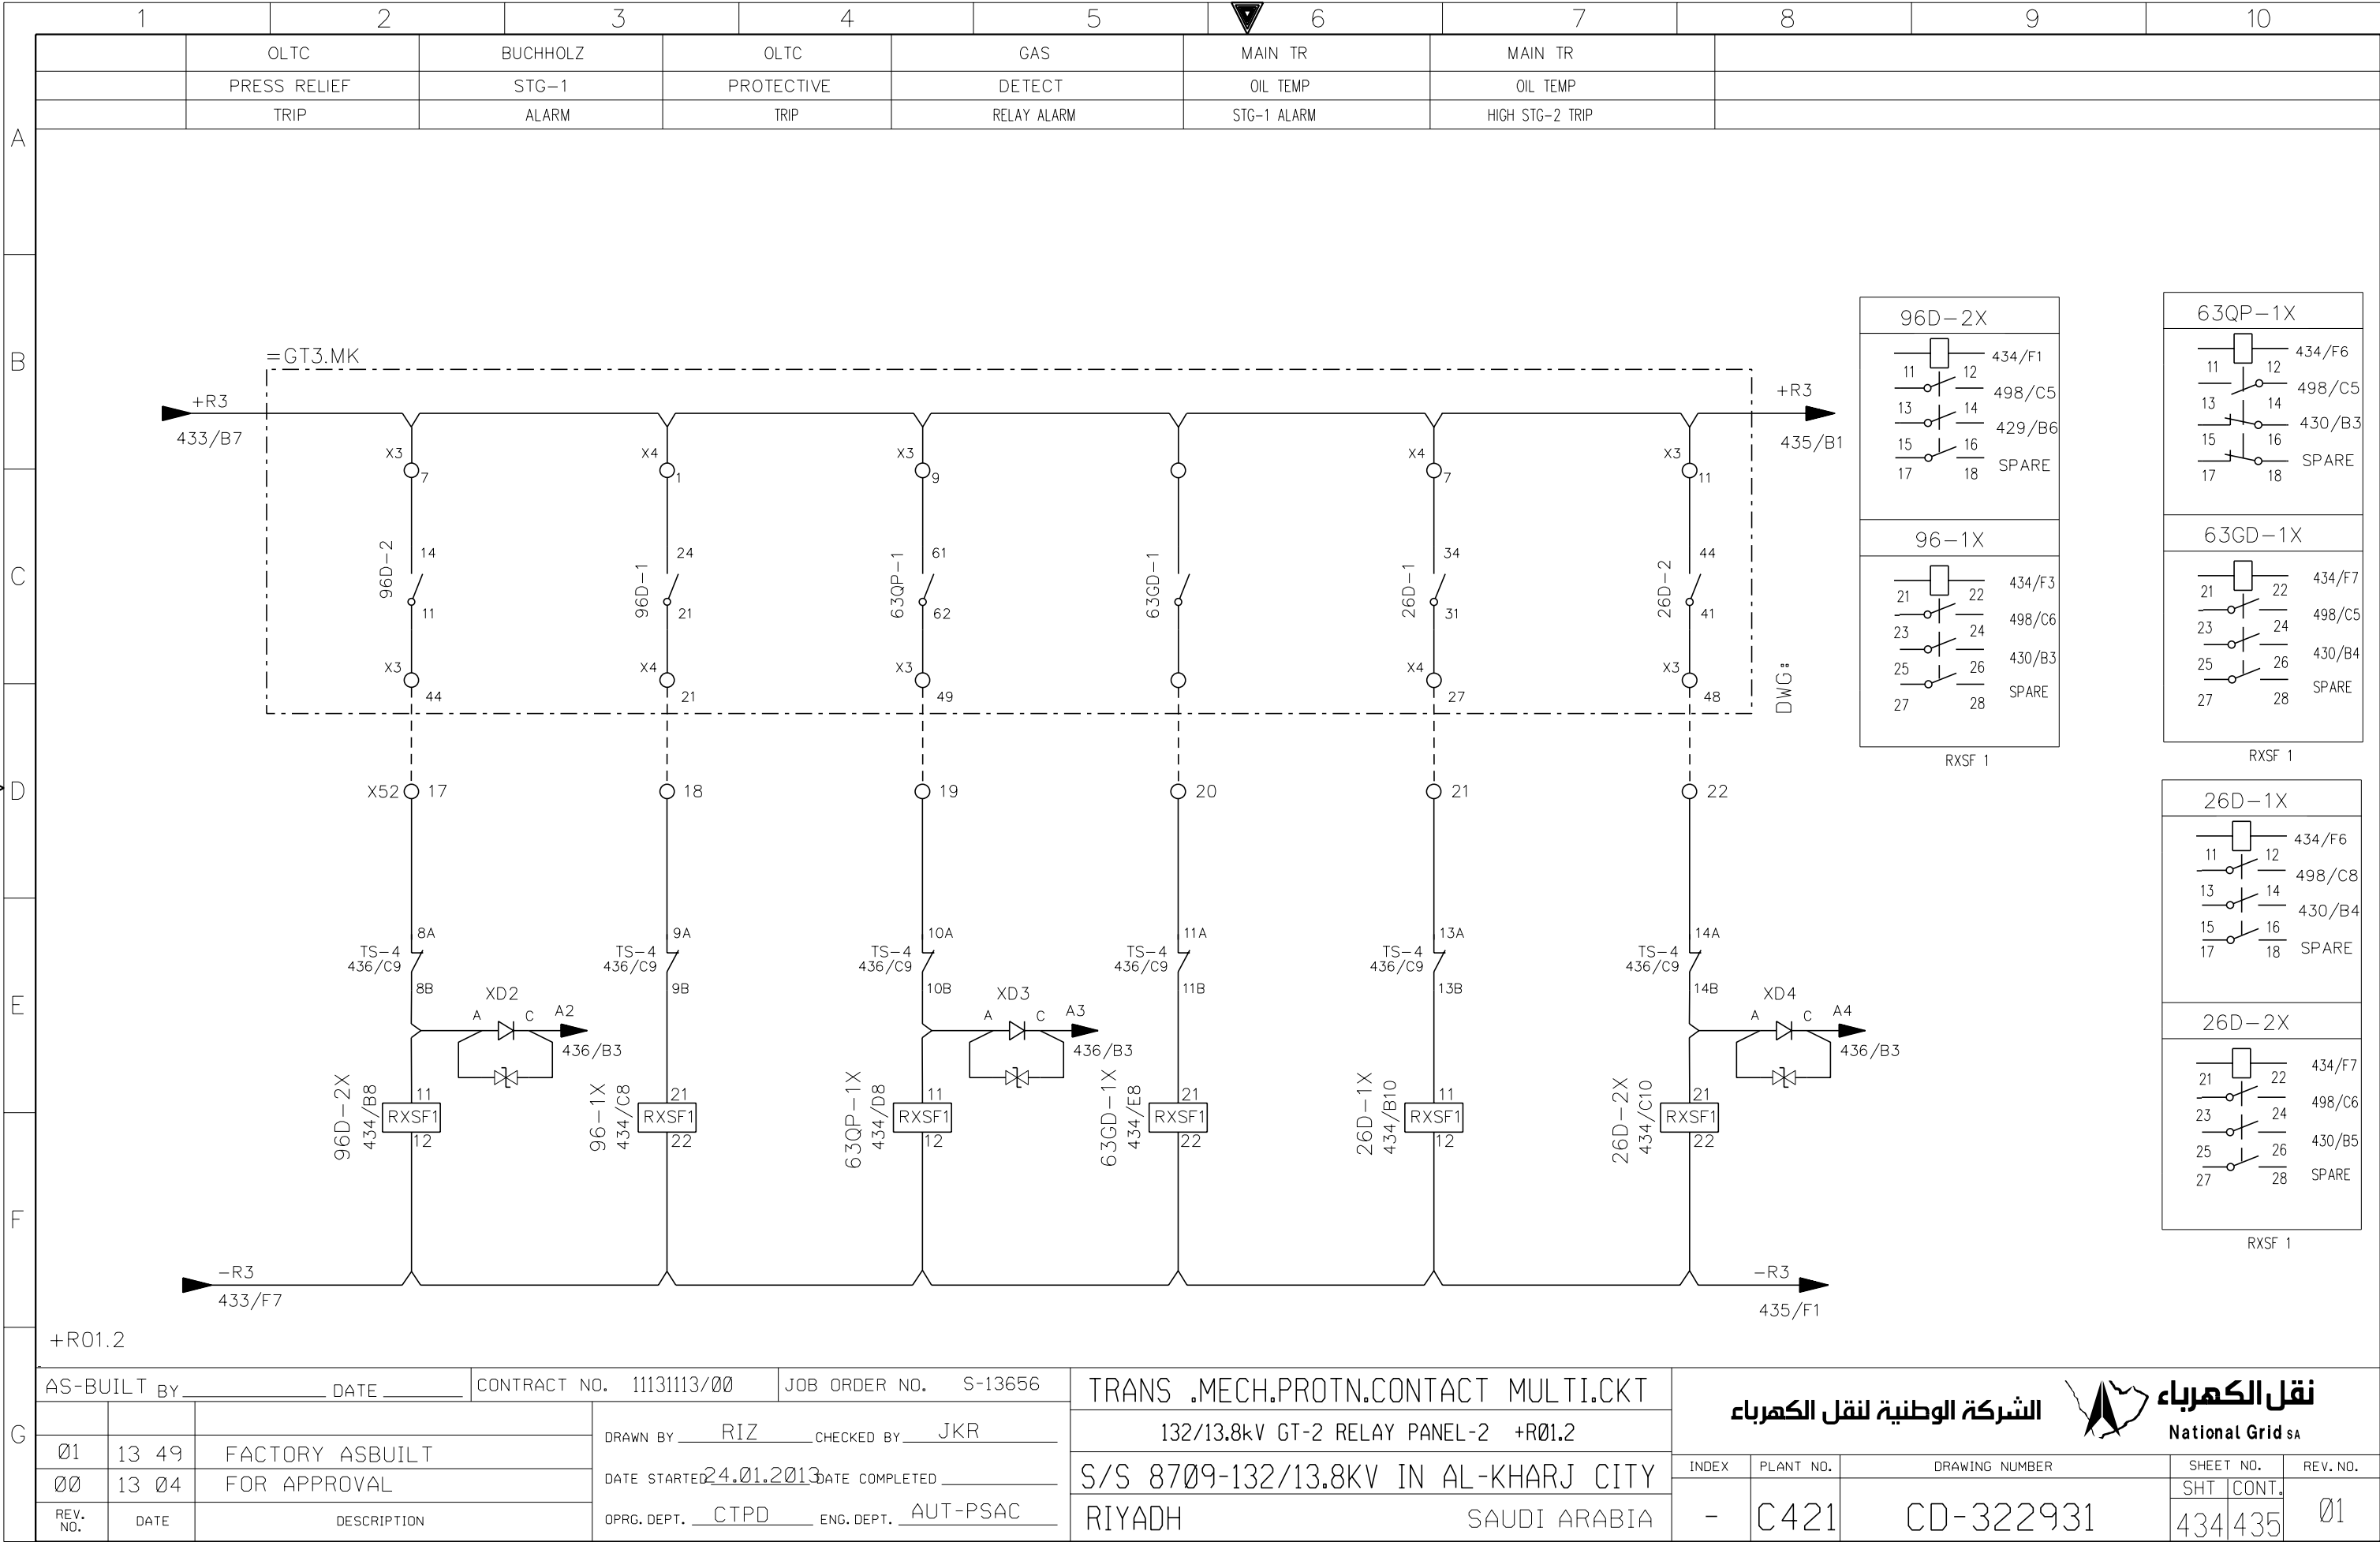 1 2 3 4 5 6 7 8 9 10
OLTC BUCHHOLZ OLTC GAS MAIN TR MAIN TR
PRESS RELIEF STG-1 PROTECTIVE DETECT OIL TEMP OIL TEMP
TRIP ALARM TRIP RELAY ALARM STG-1 ALARM HIGH STG-2 TRIP
A
B
C
D
E
F
G
=GT3.MK
+R3
433/B7
+R3
435/B1
X3 X4 X3 X4 X3
7 1 9 7 11
96D-2 14 11
96D-1 24 21
63QP-1 61 62
63GD-1
26D-1 34 31
26D-2 44 41
X3 X4 X3 X4 X3
44 21 49 27 48
DWG:
X52 17 18 19 20 21 22
8A 9A 10A 11A 13A 14A
TS-4 TS-4 TS-4 TS-4 TS-4 TS-4
436/C9 436/C9 436/C9 436/C9 436/C9 436/C9
8B 9B 10B 11B 13B 14B
XD2 XD3 XD4
A C A2 A C A3 A C A4
436/B3 436/B3 436/B3
96D-2X 434/B8 11 RXSF1 12
96-1X 434/C8 21 RXSF1 22
63QP-1X 434/D8 11 RXSF1 12
63GD-1X 434/E8 21 RXSF1 22
26D-1X 434/B10 11 RXSF1 12
26D-2X 434/C10 21 RXSF1 22
-R3
433/F7
-R3
435/F1
+R01.2
96D-2X
434/F1
11 12
498/C5
13 14
429/B6
15 16
SPARE
17 18
96-1X
434/F3
21 22
498/C6
23 24
430/B3
25 26
SPARE
27 28
RXSF 1
63QP-1X
434/F6
11 12
498/C5
13 14
430/B3
15 16
SPARE
17 18
63GD-1X
434/F7
21 22
498/C5
23 24
430/B4
25 26
SPARE
27 28
RXSF 1
26D-1X
434/F6
11 12
498/C8
13 14
430/B4
15 16
SPARE
17 18
26D-2X
434/F7
21 22
498/C6
23 24
430/B5
25 26
SPARE
27 28
RXSF 1
AS-BUILT BY DATE CONTRACT NO. 11131113/00 JOB ORDER NO. S-13656
01 13 49 FACTORY ASBUILT
00 13 04 FOR APPROVAL
REV. NO. DATE DESCRIPTION
DRAWN BY RIZ CHECKED BY JKR
DATE STARTED 24.01.2013 DATE COMPLETED
OPRG. DEPT. CTPD ENG. DEPT. AUT-PSAC
TRANS .MECH.PROTN.CONTACT MULTI.CKT
132/13.8kV GT-2 RELAY PANEL-2 +R01.2
S/S 8709-132/13.8KV IN AL-KHARJ CITY
RIYADH SAUDI ARABIA
الشركة الوطنية لنقل الكهرباء
نقل الكهرباء
National Grid SA
INDEX PLANT NO. DRAWING NUMBER SHEET NO. REV. NO.
SHT CONT.
- C421 CD-322931 434 435 01